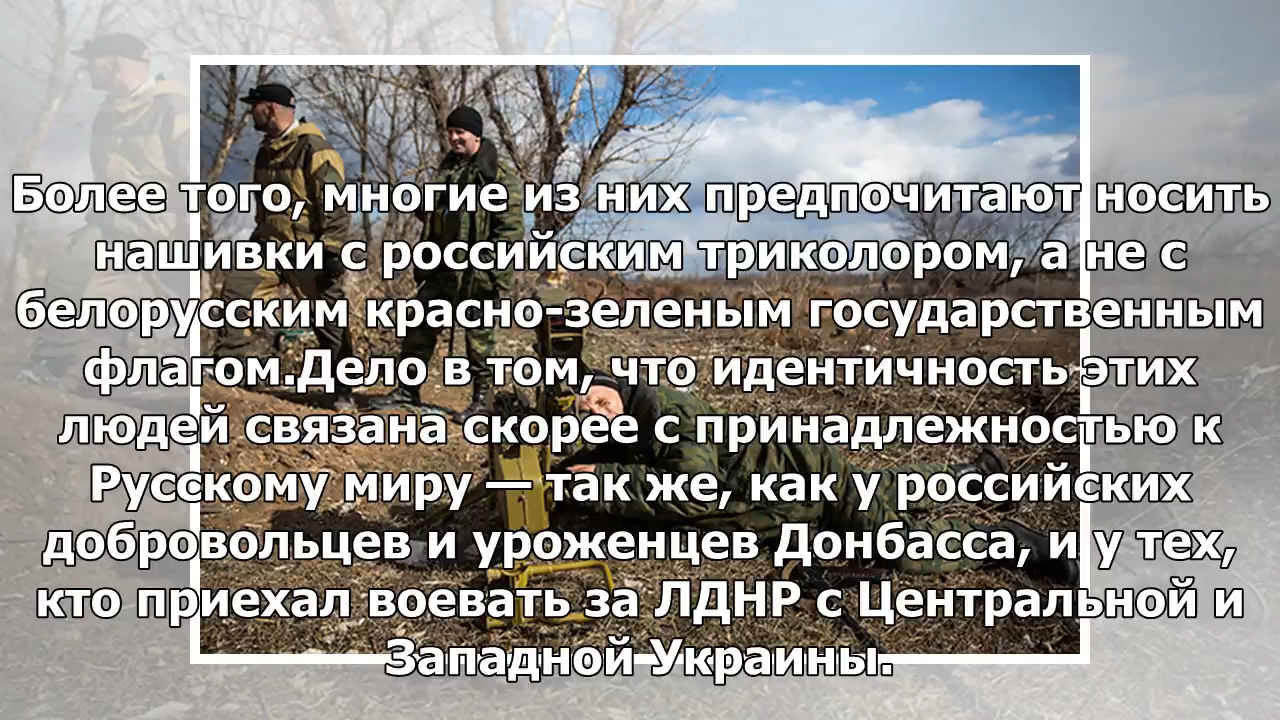 Более того, многие из них предпочитают носить
нашивки с российским триколором, а не с
белорусским красно-зеленым государственным
флагом.Дело в том, что идентичность этих
людей связана скорее с принадлежностью к
Русскому миру — так же, как у российских
добровольцев и уроженцев Донбасса, и у тех,
кто приехал воевать за ЛДНР с Центральной и
Западной Украины.